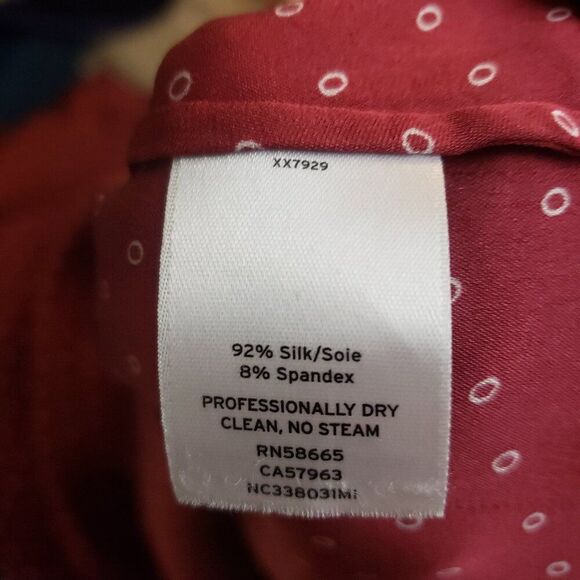 XX7929
92% Silk/Soie
8% Spandex
PROFESSIONALLY DRY
CLEAN, NO STEAM
RN58665
CA57963
NC338031MI